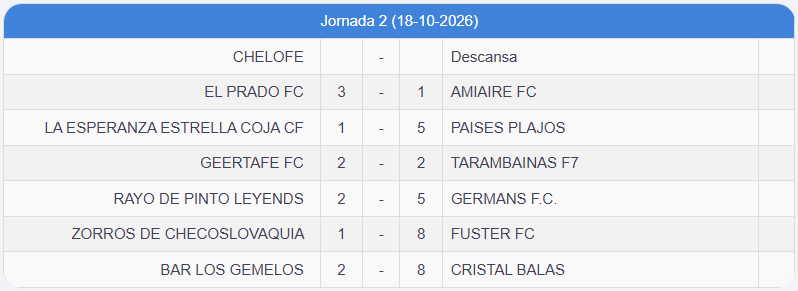 Jornada 2 (18-10-2026)
CHELOFE - Descansa
EL PRADO FC 3 - 1 AMIAIRE FC
LA ESPERANZA ESTRELLA COJA CF 1 - 5 PAISES PLAJOS
GEERTAFE FC 2 - 2 TARAMBAINAS F7
RAYO DE PINTO LEYENDS 2 - 5 GERMANS F.C.
ZORROS DE CHECOSLOVAQUIA 1 - 8 FUSTER FC
BAR LOS GEMELOS 2 - 8 CRISTAL BALAS